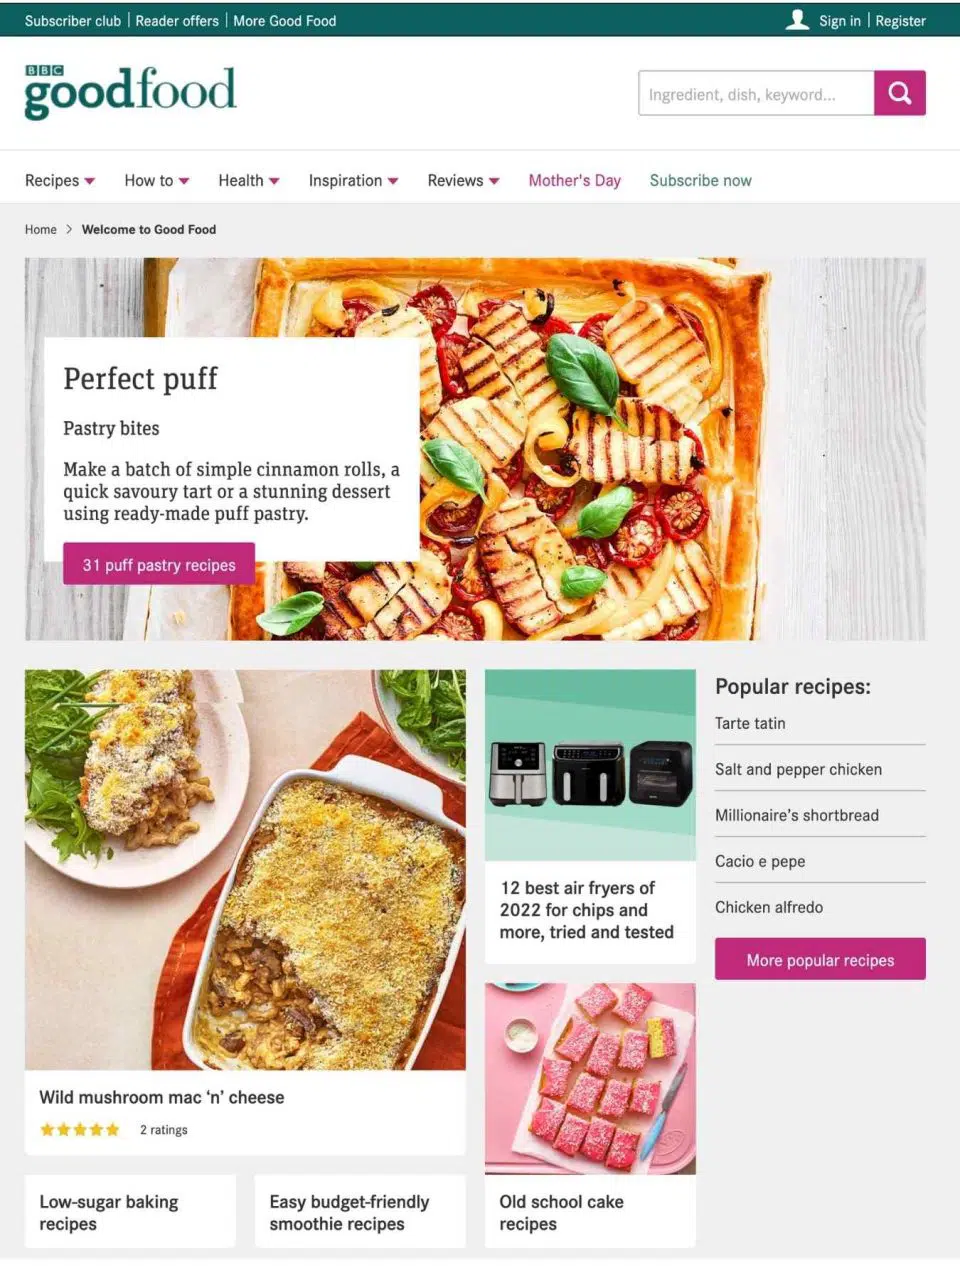 Subscriber club | Reader offers | More Good Food
Sign in | Register
BBC
goodfood
Ingredient, dish, keyword...
Recipes
How to
Health
Inspiration
Reviews
Mother's Day
Subscribe now
Home > Welcome to Good Food
Perfect puff
Pastry bites
Make a batch of simple cinnamon rolls, a
quick savoury tart or a stunning dessert
using ready-made puff pastry.
31 puff pastry recipes
Wild mushroom mac ‘n’ cheese
2 ratings
Low-sugar baking
recipes
Easy budget-friendly
smoothie recipes
12 best air fryers of
2022 for chips and
more, tried and tested
Old school cake
recipes
Popular recipes:
Tarte tatin
Salt and pepper chicken
Millionaire’s shortbread
Cacio e pepe
Chicken alfredo
More popular recipes